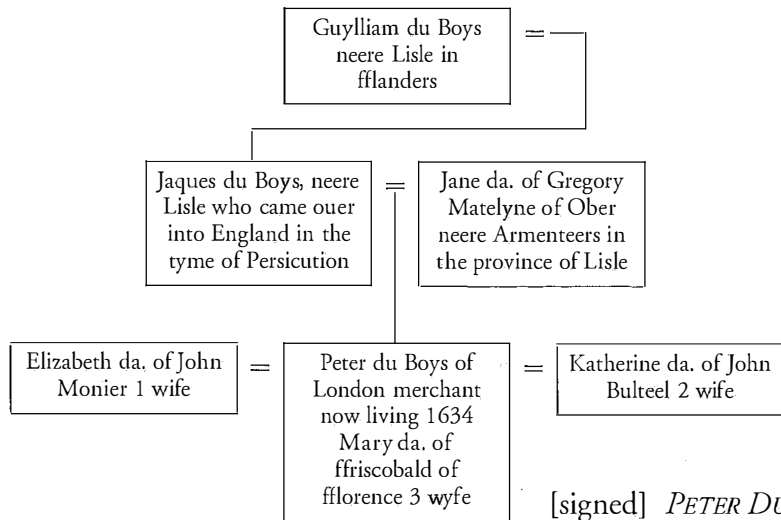 Guylliam du Boys
neere Lisle in
fflanders
=
Jaques du Boys, neere
Lisle who came ouer
into England in the
tyme of Persicution
=
Jane da. of Gregory
Matelyne of Ober
neere Armenteers in
the province of Lisle
Elizabeth da. of John
Monier 1 wife
=
Peter du Boys of
London merchant
now living 1634
Mary da. of
ffriscobald of
fflorence 3 wyfe
=
Katherine da. of John
Bulteel 2 wife
[signed] PETER DU